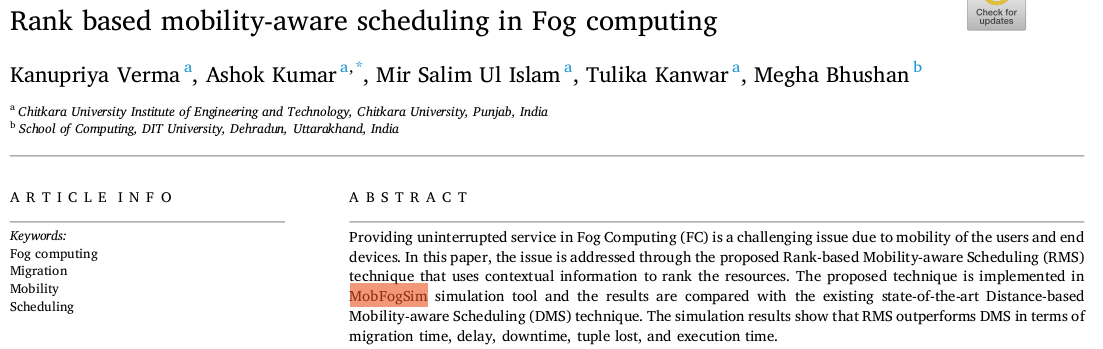 Rank based mobility-aware scheduling in Fog computing
Check for
updates
Kanupriya Verma a, Ashok Kumar a,*, Mir Salim Ul Islam a, Tulika Kanwar a, Megha Bhushan b
a Chitkara University Institute of Engineering and Technology, Chitkara University, Punjab, India
b School of Computing, DIT University, Dehradun, Uttarakhand, India
ARTICLE INFO
Keywords:
Fog computing
Migration
Mobility
Scheduling
ABSTRACT
Providing uninterrupted service in Fog Computing (FC) is a challenging issue due to mobility of the users and end
devices. In this paper, the issue is addressed through the proposed Rank-based Mobility-aware Scheduling (RMS)
technique that uses contextual information to rank the resources. The proposed technique is implemented in
MobFogSim simulation tool and the results are compared with the existing state-of-the-art Distance-based
Mobility-aware Scheduling (DMS) technique. The simulation results show that RMS outperforms DMS in terms of
migration time, delay, downtime, tuple lost, and execution time.